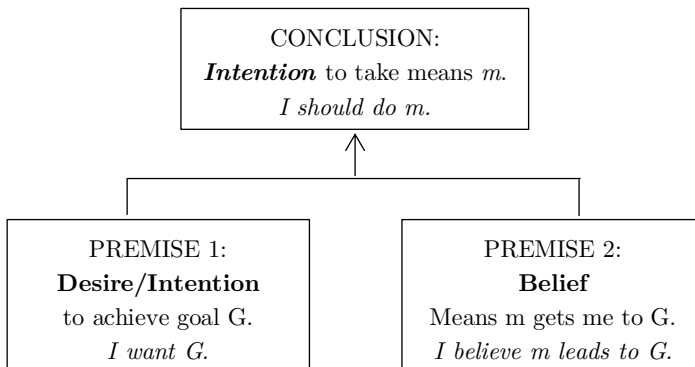 CONCLUSION:
Intention to take means m.
I should do m.
PREMISE 1:
Desire/Intention
to achieve goal G.
I want G.
PREMISE 2:
Belief
Means m gets me to G.
I believe m leads to G.